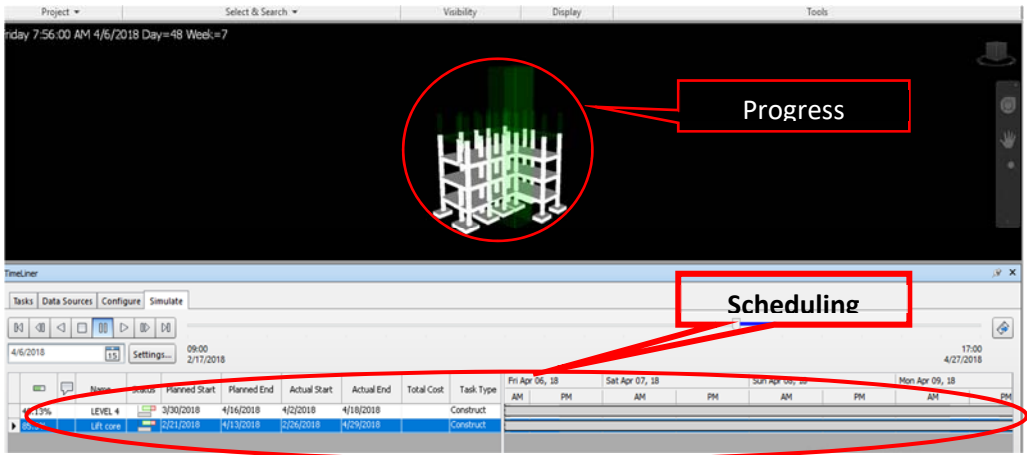 Project Select & Search Visibility Display Tools
riday 7:56:00 AM 4/6/2018 Day=48 Week=7
Progress
TimeLiner
Scheduling
Tasks Data Sources Configure Simulate
4/6/2018 15 Settings... 09:00 2/17/2018 17:00 4/27/2018
Name Status Planned Start Planned End Actual Start Actual End Total Cost Task Type Fri Apr 06, 18 Sat Apr 07, 18 Sun Apr 08, 18 Mon Apr 09, 18
AM PM AM PM AM PM AM PM
LEVEL 4 3/30/2018 4/16/2018 4/2/2018 4/18/2018 Construct
Lift core 2/21/2018 4/13/2018 2/26/2018 4/29/2018 Construct